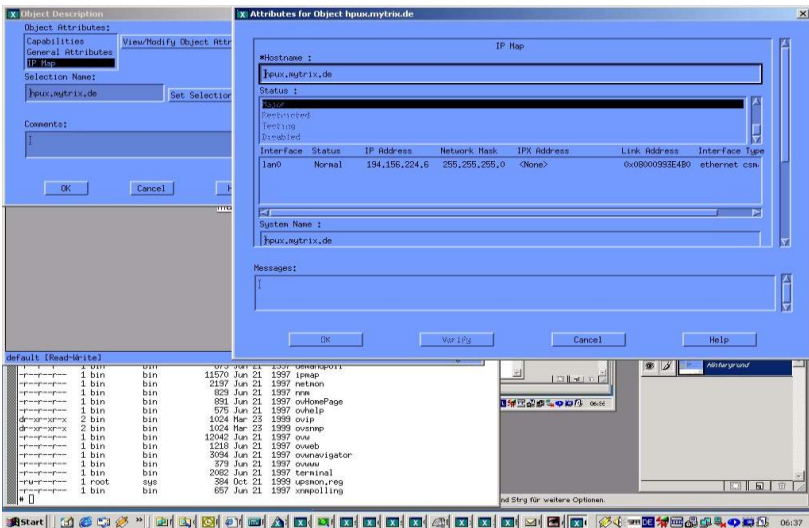 Object Description
Object Attributes:
Capabilities
General Attributes
IP Map
View/Modify Object Attr
Selection Name:
hpux.mytrix.de
Set Selection
Comments:
OK
Cancel
Attributes for Object hpux.mytrix.de
IP Map
*Hostname :
hpux.mytrix.de
Status :
Major
Restricted
Testing
Disabled
Interface Status IP Address Network Mask IPX Address Link Address Interface Type
lan0 Normal 194.156.224.6 255.255.255.0 <None> 0x08000993E4B0 ethernet csm
System Name :
hpux.mytrix.de
Messages:
OK
Verify
Cancel
Help
default [Read-Write]
-r--r--r-- 1 bin bin 11570 Jun 21 1997 ipmap
-r--r--r-- 1 bin bin 2197 Jun 21 1997 netmon
-r--r--r-- 1 bin bin 829 Jun 21 1997 nnm
-r--r--r-- 1 bin bin 891 Jun 21 1997 ovHomePage
-r--r--r-- 1 bin bin 575 Jun 21 1997 ovhelp
dr-xr-xr-x 2 bin bin 1024 Mar 23 1999 ovip
dr-xr-xr-x 2 bin bin 1024 Mar 23 1999 ovsnmp
-r--r--r-- 1 bin bin 12042 Jun 21 1997 ovw
-r--r--r-- 1 bin bin 1218 Jun 21 1997 ovweb
-r--r--r-- 1 bin bin 3094 Jun 21 1997 ovwnavigator
-r--r--r-- 1 bin bin 379 Jun 21 1997 ovwww
-r--r--r-- 1 bin bin 2082 Jun 21 1997 terminal
-rw-r--r-- 1 root sys 384 Oct 21 1999 upsmon.reg
-r--r--r-- 1 bin bin 657 Jun 21 1997 xnmpolling
#
Hintergrund
06:36
nd Strg für weitere Optionen.
Start
DE
06:37